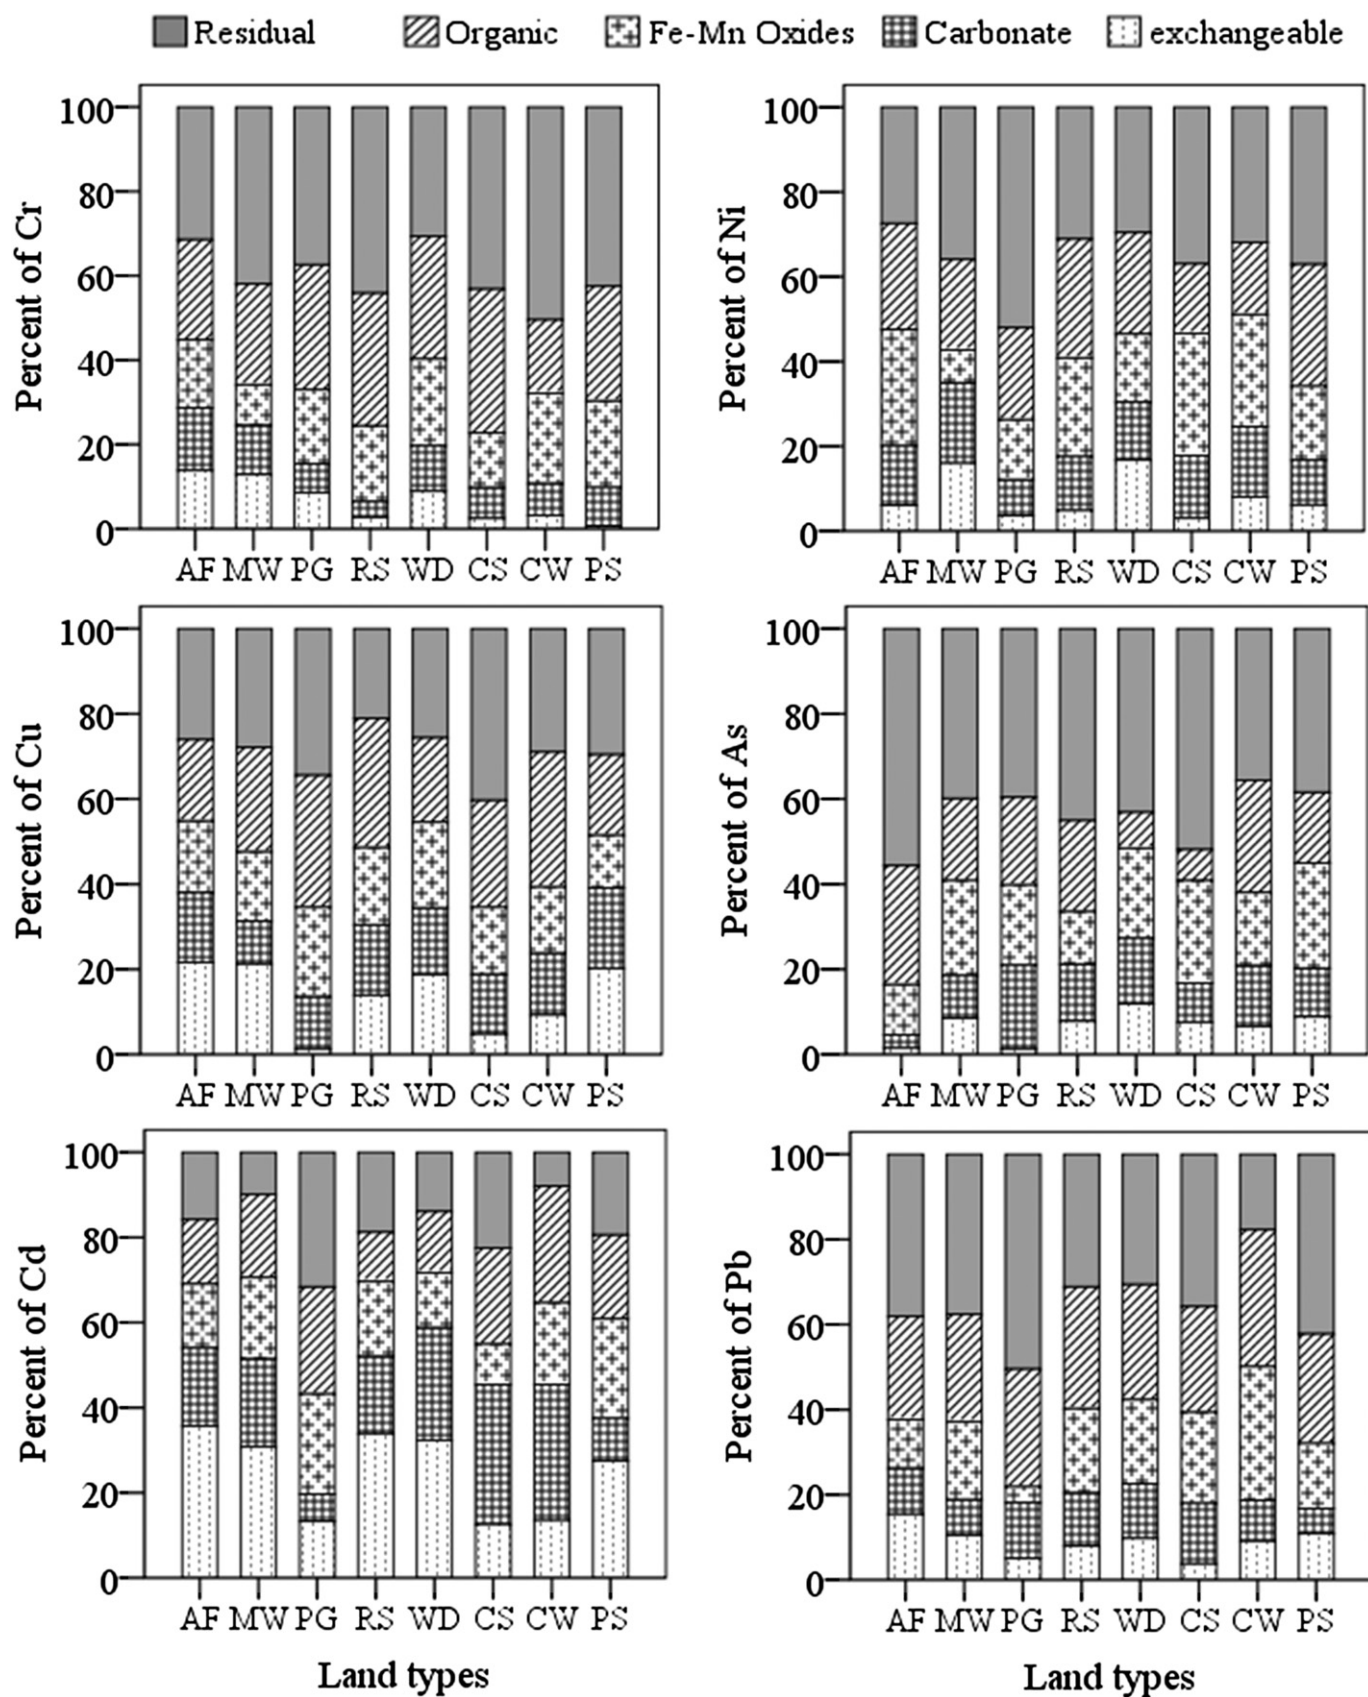 Residual Organic Fe-Mn Oxides Carbonate exchangeable
Percent of Cr
100
80
60
40
20
0
AF MW PG RS WD CS CW PS
Percent of Ni
100
80
60
40
20
0
AF MW PG RS WD CS CW PS
Percent of Cu
100
80
60
40
20
0
AF MW PG RS WD CS CW PS
Percent of As
100
80
60
40
20
0
AF MW PG RS WD CS CW PS
Percent of Cd
100
80
60
40
20
0
AF MW PG RS WD CS CW PS
Land types
Percent of Pb
100
80
60
40
20
0
AF MW PG RS WD CS CW PS
Land types